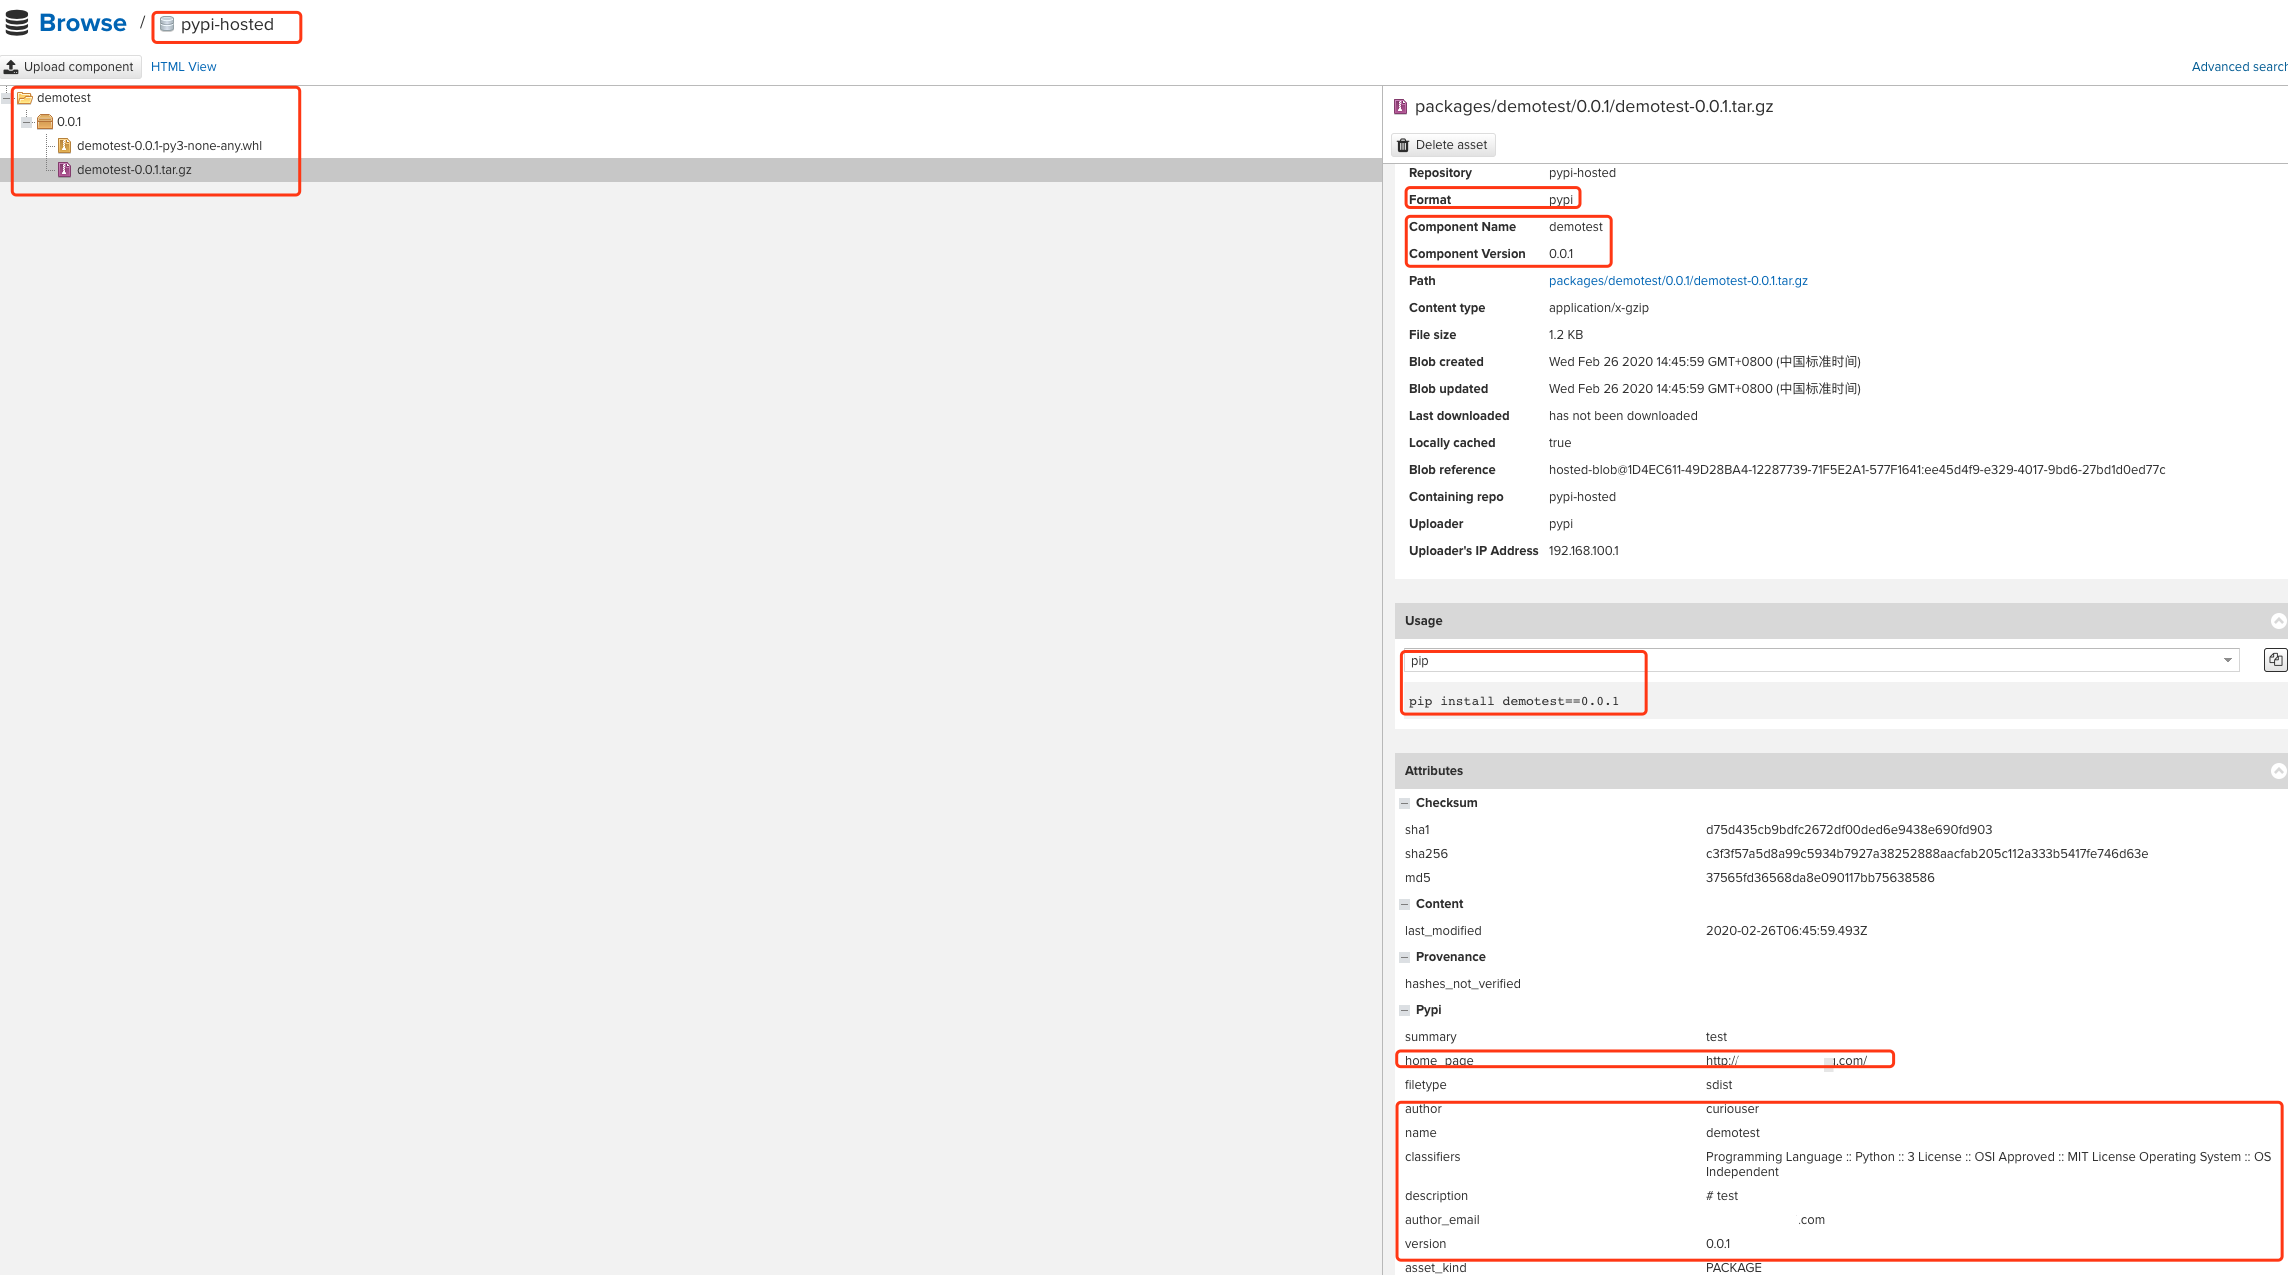 Browse / pypi-hosted
Upload component HTML View Advanced search
demotest
0.0.1
demotest-0.0.1-py3-none-any.whl
demotest-0.0.1.tar.gz
packages/demotest/0.0.1/demotest-0.0.1.tar.gz
Delete asset
Repository pypi-hosted
Format pypi
Component Name demotest
Component Version 0.0.1
Path packages/demotest/0.0.1/demotest-0.0.1.tar.gz
Content type application/x-gzip
File size 1.2 KB
Blob created Wed Feb 26 2020 14:45:59 GMT+0800 (中国标准时间)
Blob updated Wed Feb 26 2020 14:45:59 GMT+0800 (中国标准时间)
Last downloaded has not been downloaded
Locally cached true
Blob reference hosted-blob@1D4EC611-49D28BA4-12287739-71F5E2A1-577F1641:ee45d4f9-e329-4017-9bd6-27bd1d0ed77c
Containing repo pypi-hosted
Uploader pypi
Uploader's IP Address 192.168.100.1
Usage
pip
pip install demotest==0.0.1
Attributes
Checksum
sha1 d75d435cb9bdfc2672df00ded6e9438e690fd903
sha256 c3f3f57a5d8a99c5934b7927a38252888aacfab205c112a333b5417fe746d63e
md5 37565fd36568da8e090117bb75638586
Content
last_modified 2020-02-26T06:45:59.493Z
Provenance
hashes_not_verified
Pypi
summary test
home_page http:// .com/
filetype sdist
author curiouser
name demotest
classifiers Programming Language :: Python :: 3 License :: OSI Approved :: MIT License Operating System :: OS
Independent
description # test
author_email .com
version 0.0.1
asset_kind PACKAGE